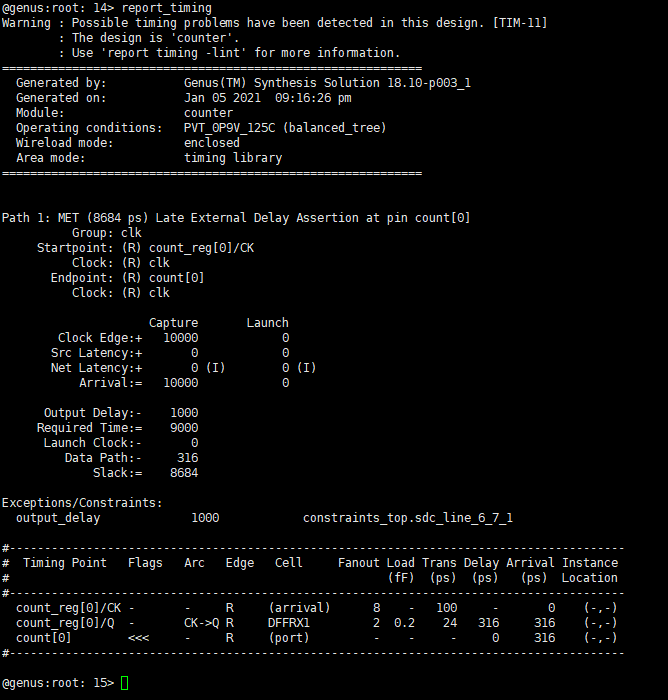 @genus:root: 14> report_timing
Warning : Possible timing problems have been detected in this design. [TIM-11]
        : The design is 'counter'.
        : Use 'report timing -lint' for more information.
============================================================
  Generated by:           Genus(TM) Synthesis Solution 18.10-p003_1
  Generated on:           Jan 05 2021  09:16:26 pm
  Module:                 counter
  Operating conditions:   PVT_0P9V_125C (balanced_tree)
  Wireload mode:          enclosed
  Area mode:              timing library
============================================================
Path 1: MET (8684 ps) Late External Delay Assertion at pin count[0]
          Group: clk
     Startpoint: (R) count_reg[0]/CK
          Clock: (R) clk
       Endpoint: (R) count[0]
          Clock: (R) clk
                     Capture       Launch
        Clock Edge:+   10000            0
       Src Latency:+       0            0
       Net Latency:+       0 (I)        0 (I)
           Arrival:=   10000            0
      Output Delay:-    1000
     Required Time:=    9000
      Launch Clock:-       0
         Data Path:-     316
             Slack:=    8684
Exceptions/Constraints:
  output_delay             1000            constraints_top.sdc_line_6_7_1
#----------------------------------------------------------------------------------------
#  Timing Point   Flags   Arc   Edge   Cell     Fanout Load Trans Delay Arrival Instance
#                                                      (fF)  (ps)  (ps)   (ps)  Location
#----------------------------------------------------------------------------------------
  count_reg[0]/CK -       -     R     (arrival)      8    -   100     -       0    (-,-)
  count_reg[0]/Q  -       CK->Q R     DFFRX1         2  0.2    24   316     316    (-,-)
  count[0]        <<<     -     R     (port)         -    -     -     0     316    (-,-)
#----------------------------------------------------------------------------------------
@genus:root: 15>